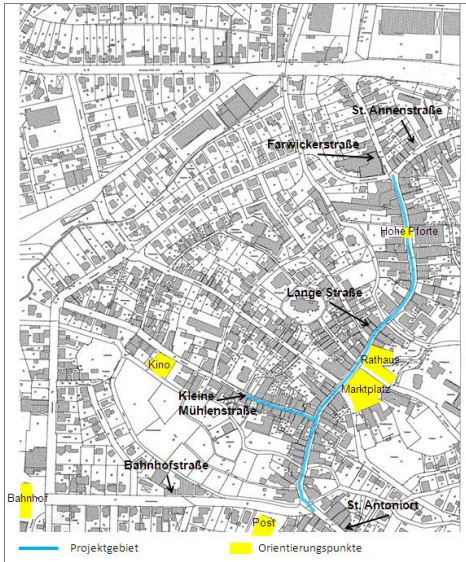 St. Annenstraße
Farwickerstraße
Hohe Pforte
Lange Straße
Rathaus
Kino
Marktplatz
Kleine
Mühlenstraße
Bahnhofstraße
Bahnhof
St. Antoniort
Post
Projektgebiet
Orientierungspunkte